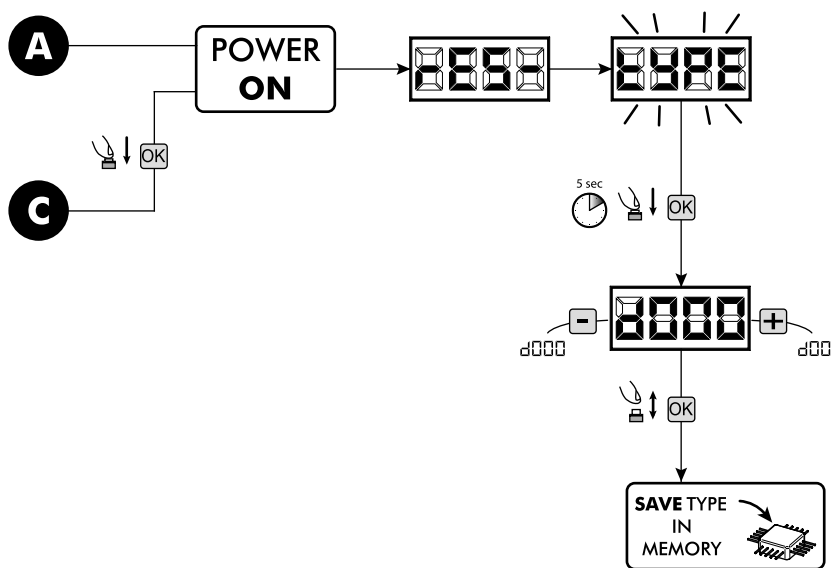 A
POWER
ON
rES-
tYPE
OK
C
5 sec
OK
-
d000
+
d000
d00
OK
SAVE TYPE
IN
MEMORY